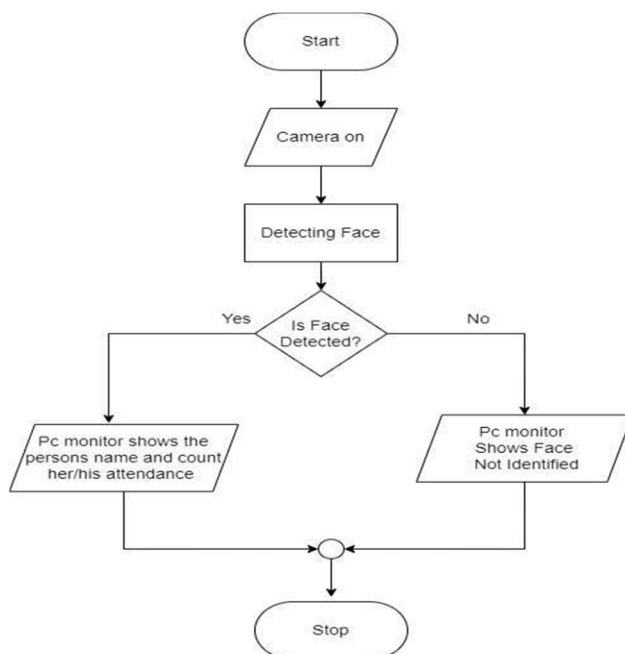 Start
Camera on
Detecting Face
Is Face
Detected?
Yes
No
Pc monitor shows the
persons name and count
her/his attendance
Pc monitor
Shows Face
Not Identified
Stop